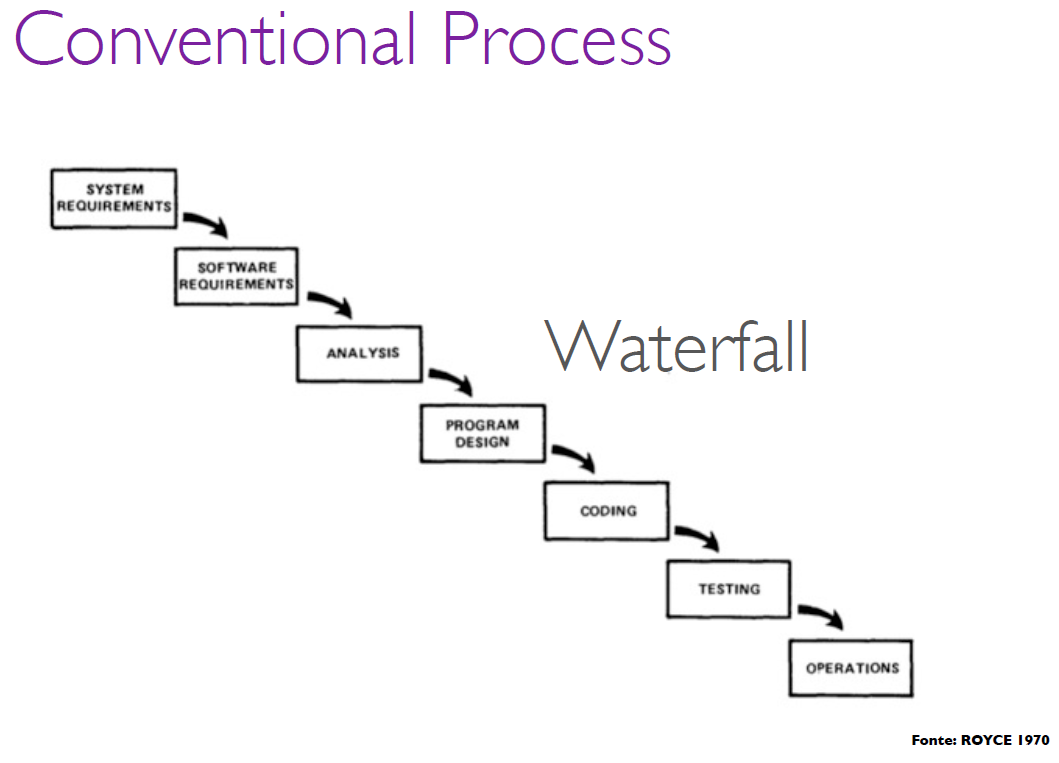 Conventional Process
SYSTEM
REQUIREMENTS
SOFTWARE
REQUIREMENTS
ANALYSIS
Waterfall
PROGRAM
DESIGN
CODING
TESTING
OPERATIONS
Fonte: ROYCE 1970